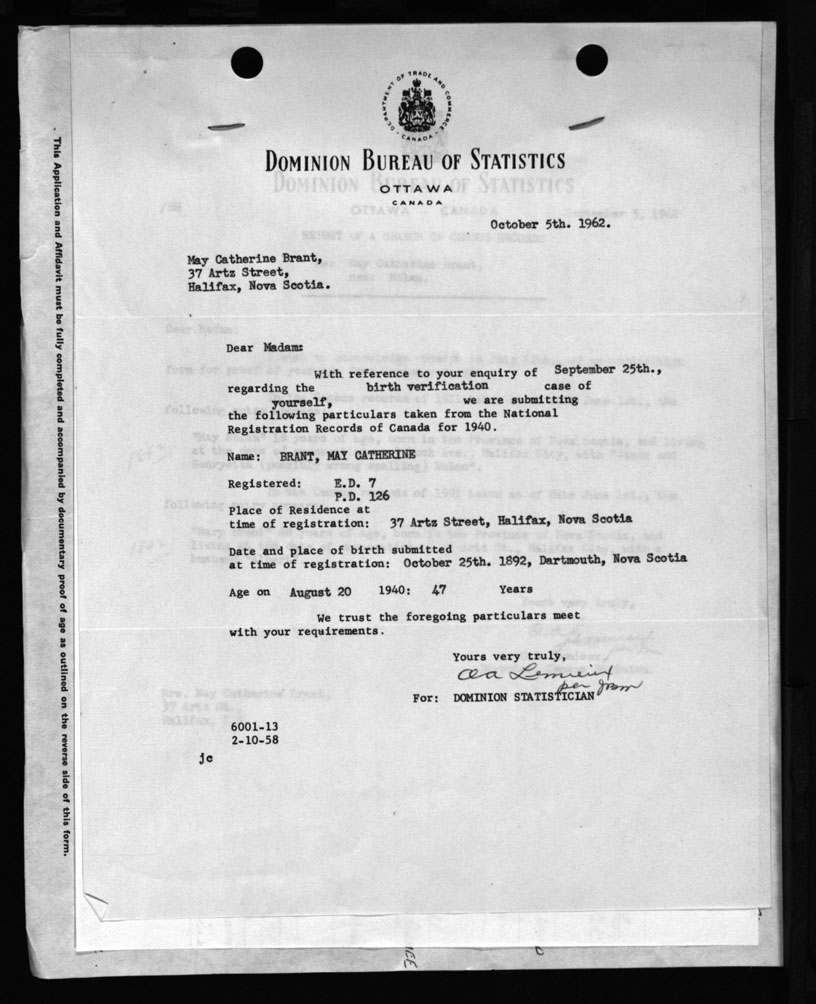 DEPARTMENT OF TRADE AND COMMERCE
CANADA
DOMINION BUREAU OF STATISTICS
OTTAWA
CANADA
October 5th. 1962.
May Catherine Brant,
37 Artz Street,
Halifax, Nova Scotia.
Dear Madam:
With reference to your enquiry of September 25th.,
regarding the birth verification case of
yourself, we are submitting
the following particulars taken from the National
Registration Records of Canada for 1940.
Name: BRANT, MAY CATHERINE
Registered: E.D. 7
P.D. 126
Place of Residence at
time of registration: 37 Artz Street, Halifax, Nova Scotia
Date and place of birth submitted
at time of registration: October 25th. 1892, Dartmouth, Nova Scotia
Age on August 20 1940: 47 Years
We trust the foregoing particulars meet
with your requirements.
Yours very truly,
Lemieux
per
For: DOMINION STATISTICIAN
6001-13
2-10-58
jc
This Application and Affidavit must be fully completed and accompanied by documentary proof of age as outlined on the reverse side of this form.